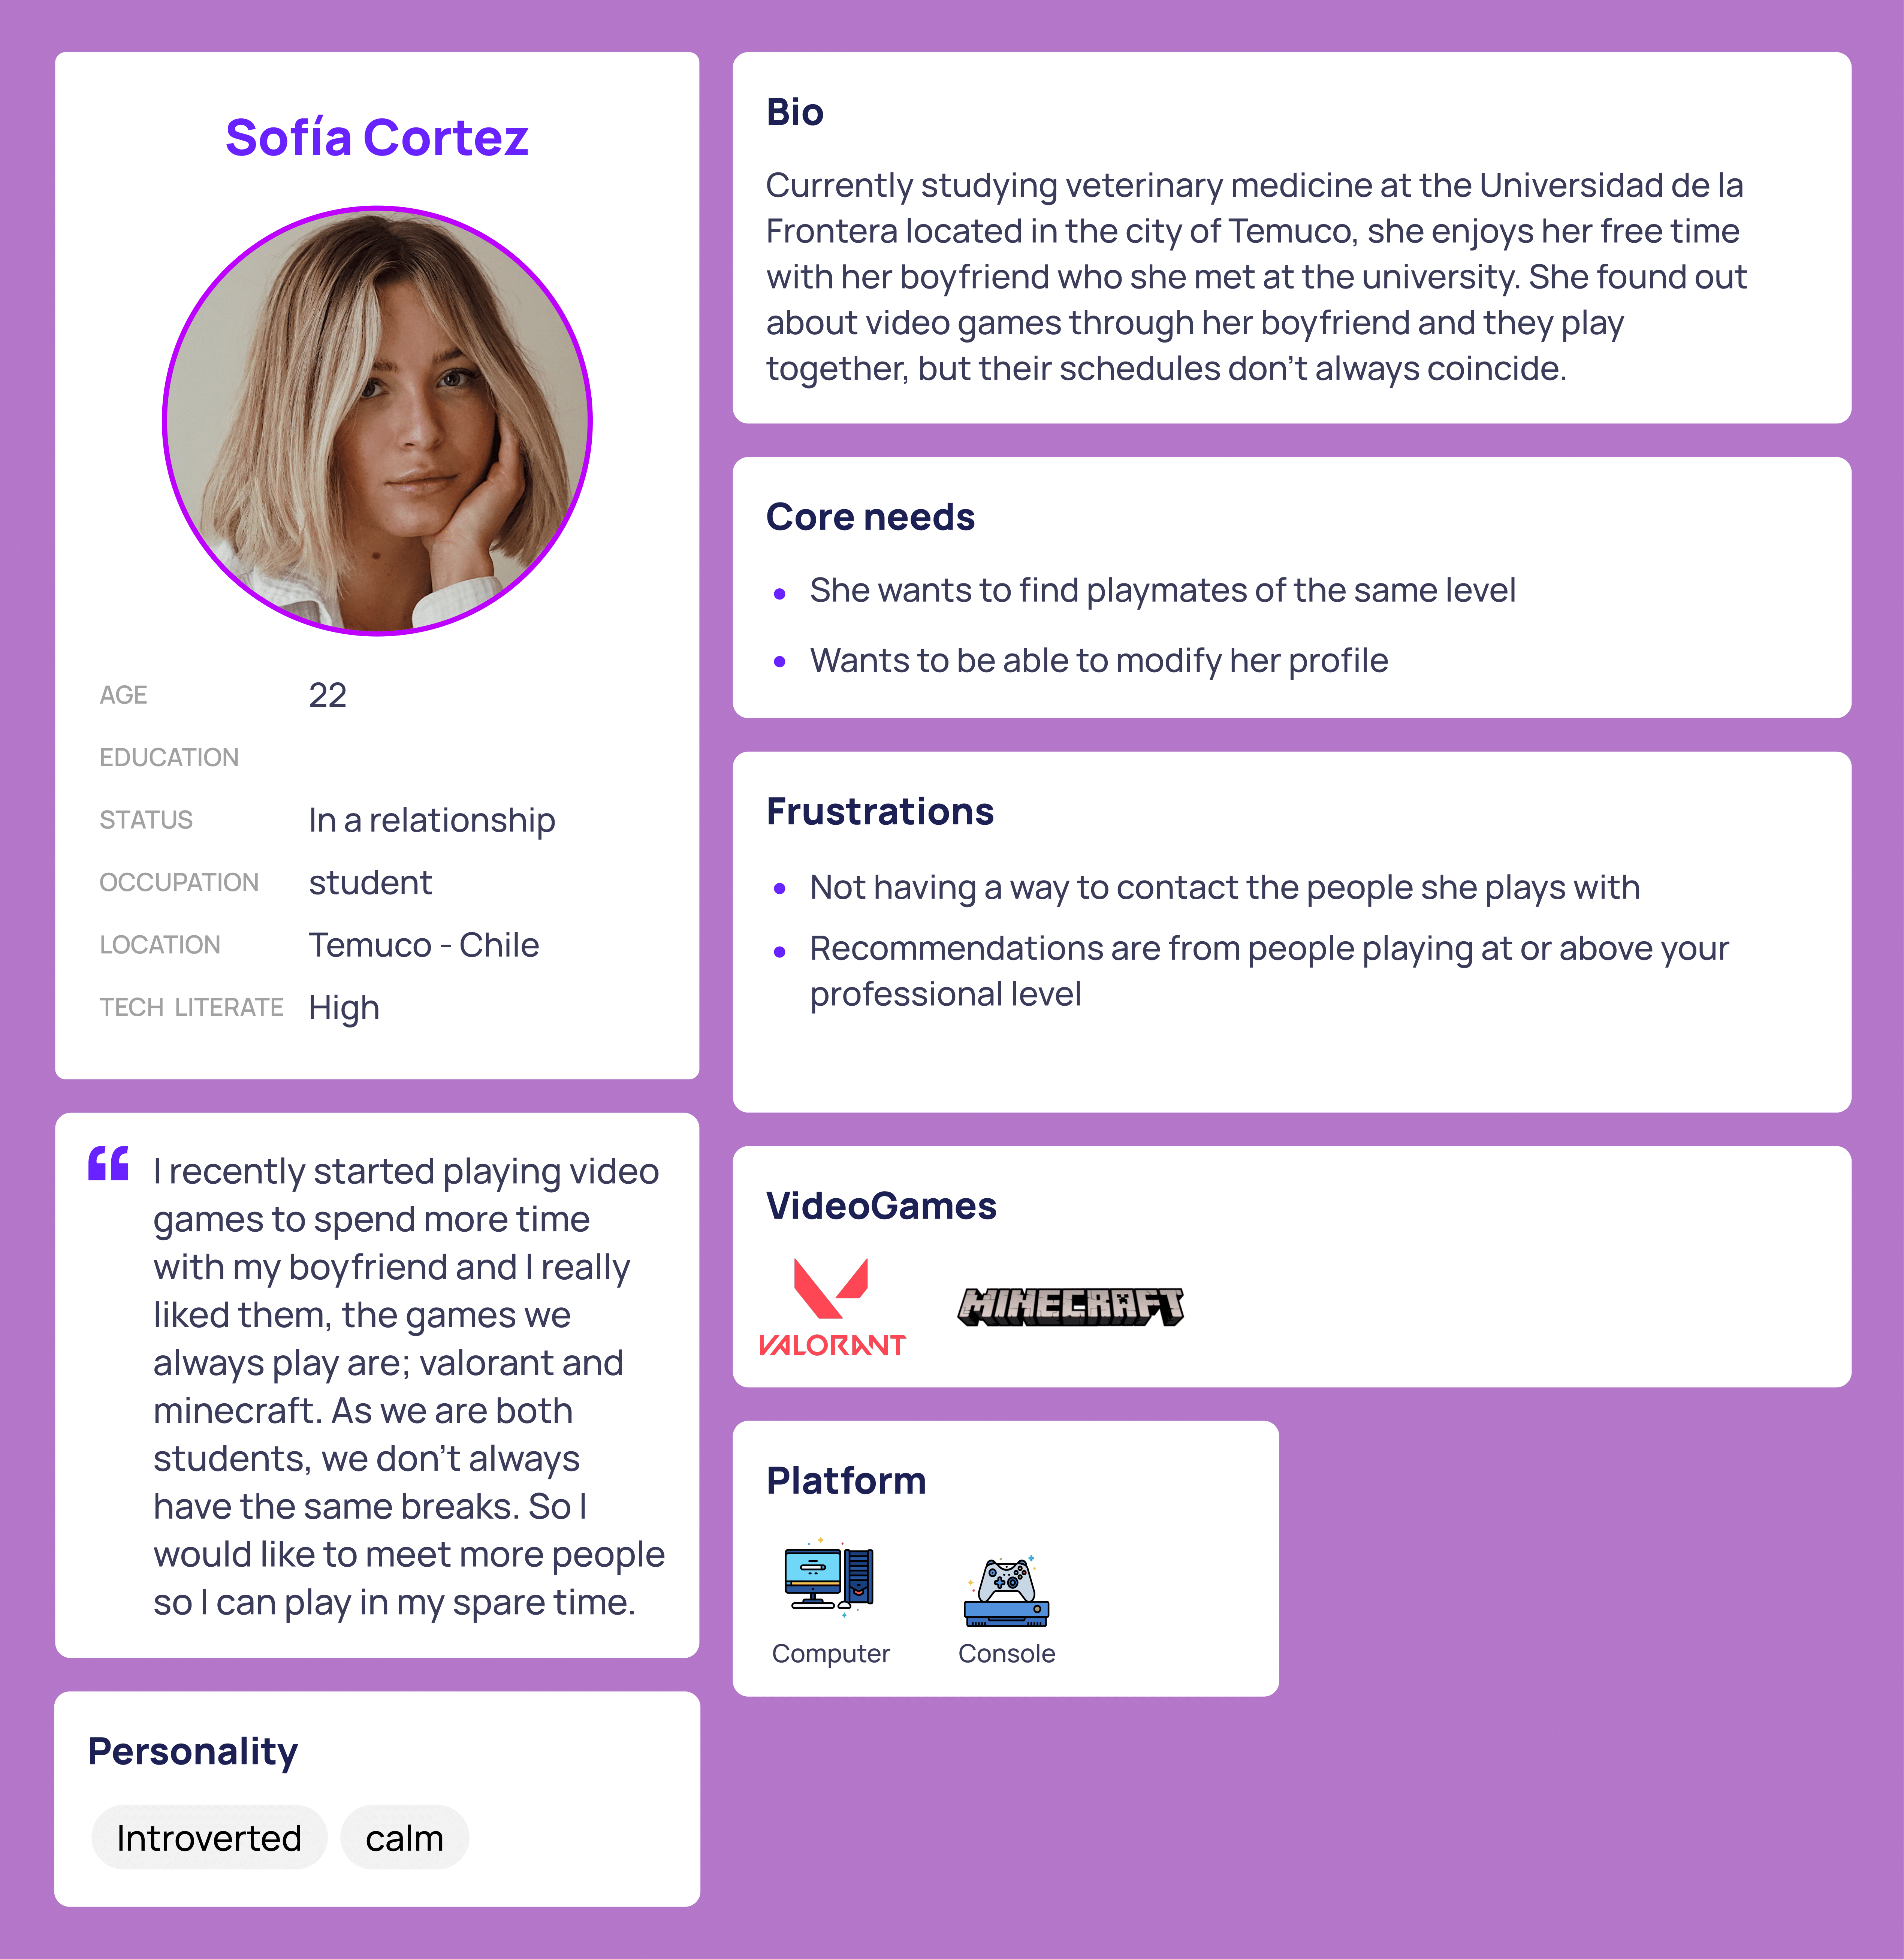 Sofía Cortez
AGE 22
EDUCATION
STATUS In a relationship
OCCUPATION student
LOCATION Temuco - Chile
TECH LITERATE High
“
I recently started playing video
games to spend more time
with my boyfriend and I really
liked them, the games we
always play are; valorant and
minecraft. As we are both
students, we don't always
have the same breaks. So I
would like to meet more people
so I can play in my spare time.
Personality
Introverted calm
Bio
Currently studying veterinary medicine at the Universidad de la
Frontera located in the city of Temuco, she enjoys her free time
with her boyfriend who she met at the university. She found out
about video games through her boyfriend and they play
together, but their schedules don't always coincide.
Core needs
• She wants to find playmates of the same level
• Wants to be able to modify her profile
Frustrations
• Not having a way to contact the people she plays with
• Recommendations are from people playing at or above your
professional level
VideoGames
VALORANT MINECRAFT
Platform
Computer Console